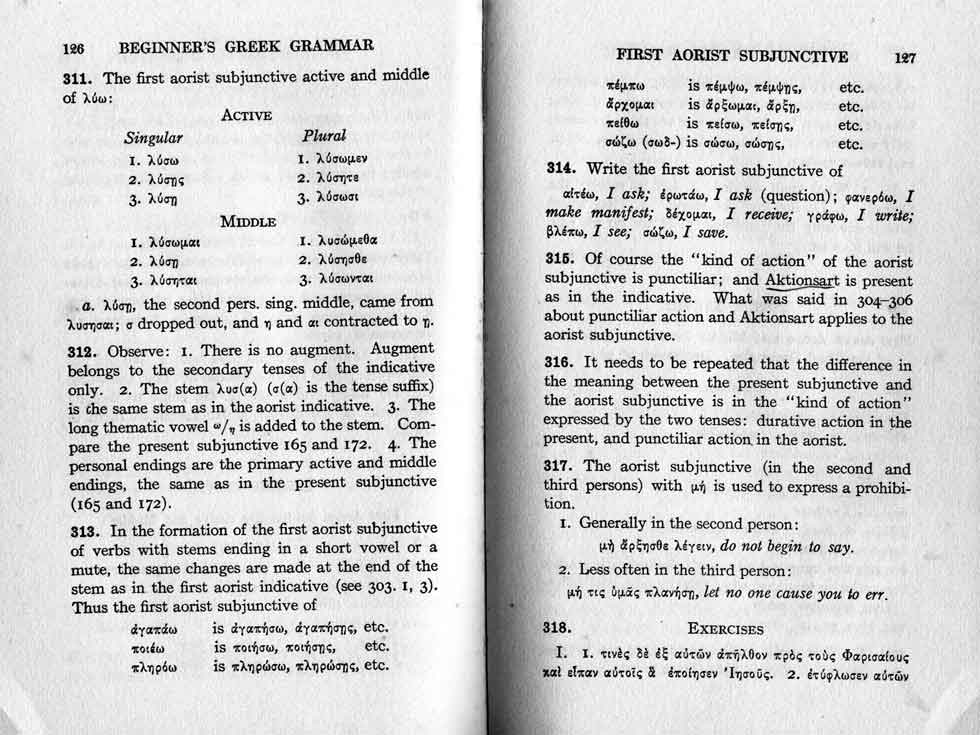 126 BEGINNER'S GREEK GRAMMAR
311. The first aorist subjunctive active and middle
of λύω:
ACTIVE
Singular Plural
1. λύσω 1. λύσωμεν
2. λύσῃς 2. λύσητε
3. λύσῃ 3. λύσωσι
MIDDLE
1. λύσωμαι 1. λυσώμεθα
2. λύσῃ 2. λύσησθε
3. λύσηται 3. λύσωνται
a. λύσῃ, the second pers. sing. middle, came from
λυσησαι; σ dropped out, and η and αι contracted to ῃ.
312. Observe: 1. There is no augment. Augment
belongs to the secondary tenses of the indicative
only. 2. The stem λυσ(α) (σ(α) is the tense suffix)
is the same stem as in the aorist indicative. 3. The
long thematic vowel ω/η is added to the stem. Com-
pare the present subjunctive 165 and 172. 4. The
personal endings are the primary active and middle
endings, the same as in the present subjunctive
(165 and 172).
313. In the formation of the first aorist subjunctive
of verbs with stems ending in a short vowel or a
mute, the same changes are made at the end of the
stem as in the first aorist indicative (see 303. 1, 3).
Thus the first aorist subjunctive of
ἀγαπάω is ἀγαπήσω, ἀγαπήσῃς, etc.
ποιέω is ποιήσω, ποιήσῃς, etc.
πληρόω is πληρώσω, πληρώσῃς, etc.
FIRST AORIST SUBJUNCTIVE 127
πέμπω is πέμψω, πέμψῃς, etc.
ἄρχομαι is ἄρξωμαι, ἄρξῃ, etc.
πείθω is πείσω, πείσῃς, etc.
σώζω (σωδ-) is σώσω, σώσῃς, etc.
314. Write the first aorist subjunctive of
αἰτέω, I ask; ἐρωτάω, I ask (question); φανερόω, I
make manifest; δέχομαι, I receive; γράφω, I write;
βλέπω, I see; σώζω, I save.
315. Of course the "kind of action" of the aorist
subjunctive is punctiliar; and Aktionsart is present
as in the indicative. What was said in 304–306
about punctiliar action and Aktionsart applies to the
aorist subjunctive.
316. It needs to be repeated that the difference in
the meaning between the present subjunctive and
the aorist subjunctive is in the "kind of action"
expressed by the two tenses: durative action in the
present, and punctiliar action in the aorist.
317. The aorist subjunctive (in the second and
third persons) with μή is used to express a prohibi-
tion.
1. Generally in the second person:
μὴ ἄρξησθε λέγειν, do not begin to say.
2. Less often in the third person:
μή τις ὑμᾶς πλανήσῃ, let no one cause you to err.
318. EXERCISES
I. 1. τινὲς δὲ ἐξ αὐτῶν ἀπῆλθον πρὸς τοὺς Φαρισαίους
καὶ εἶπαν αὐτοῖς ἃ ἐποίησεν Ἰησοῦς. 2. ἐτύφλωσεν αὐτῶν